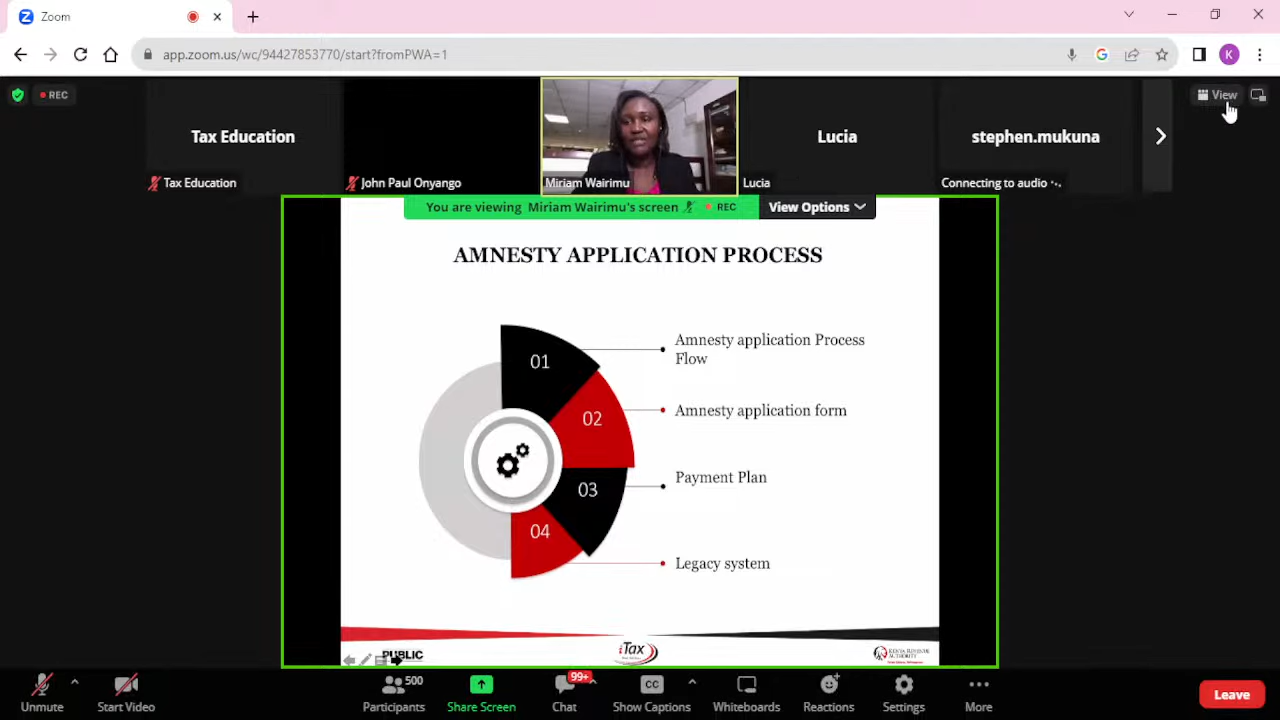 Zoom
app.zoom.us/wc/94427853770/start?fromPWA=1
K
REC
View
Tax Education
Lucia
stephen.mukuna
Tax Education
John Paul Onyango
Miriam Wairimu
Lucia
Connecting to audio
You are viewing Miriam Wairimu's screen
REC
View Options
AMNESTY APPLICATION PROCESS
01
Amnesty application Process
Flow
02
Amnesty application form
03
Payment Plan
04
Legacy system
PUBLIC
iTax
KENYA REVENUE
AUTHORITY
500
99+
CC
Unmute
Start Video
Participants
Share Screen
Chat
Show Captions
Whiteboards
Reactions
Settings
More
Leave